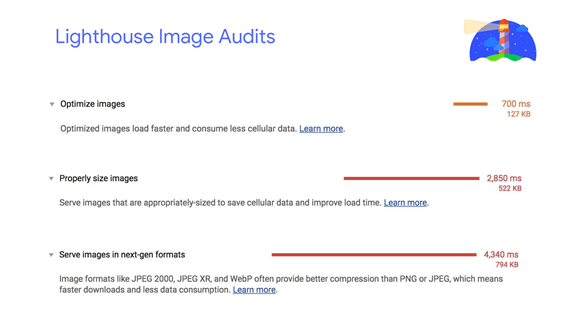 Lighthouse Image Audits
Optimize images
700 ms
127 KB
Optimized images load faster and consume less cellular data. Learn more.
Properly size images
2,850 ms
522 KB
Serve images that are appropriately-sized to save cellular data and improve load time. Learn more.
Serve images in next-gen formats
4,340 ms
794 KB
Image formats like JPEG 2000, JPEG XR, and WebP often provide better compression than PNG or JPEG, which means
faster downloads and less data consumption. Learn more.